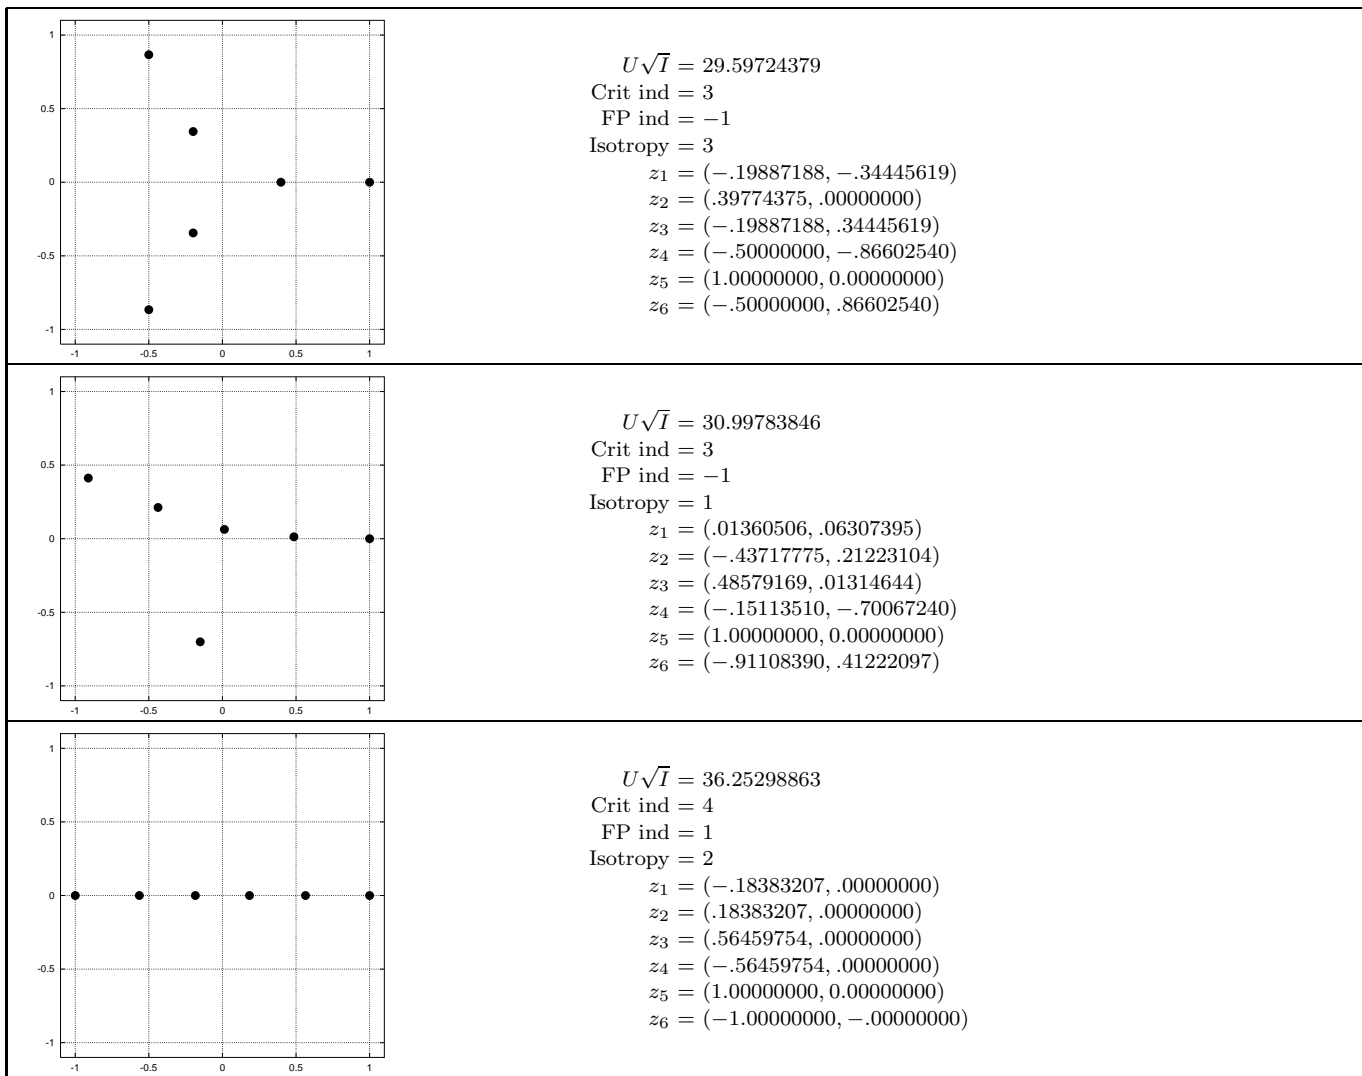 1
0.5
0
-0.5
-1
-1 -0.5 0 0.5 1
U√I = 29.59724379
Crit ind = 3
FP ind = −1
Isotropy = 3
z₁ = (−.19887188, −.34445619)
z₂ = (.39774375, .00000000)
z₃ = (−.19887188, .34445619)
z₄ = (−.50000000, −.86602540)
z₅ = (1.00000000, 0.00000000)
z₆ = (−.50000000, .86602540)
1
0.5
0
-0.5
-1
-1 -0.5 0 0.5 1
U√I = 30.99783846
Crit ind = 3
FP ind = −1
Isotropy = 1
z₁ = (.01360506, .06307395)
z₂ = (−.43717775, .21223104)
z₃ = (.48579169, .01314644)
z₄ = (−.15113510, −.70067240)
z₅ = (1.00000000, 0.00000000)
z₆ = (−.91108390, .41222097)
1
0.5
0
-0.5
-1
-1 -0.5 0 0.5 1
U√I = 36.25298863
Crit ind = 4
FP ind = 1
Isotropy = 2
z₁ = (−.18383207, .00000000)
z₂ = (.18383207, .00000000)
z₃ = (.56459754, .00000000)
z₄ = (−.56459754, .00000000)
z₅ = (1.00000000, 0.00000000)
z₆ = (−1.00000000, −.00000000)